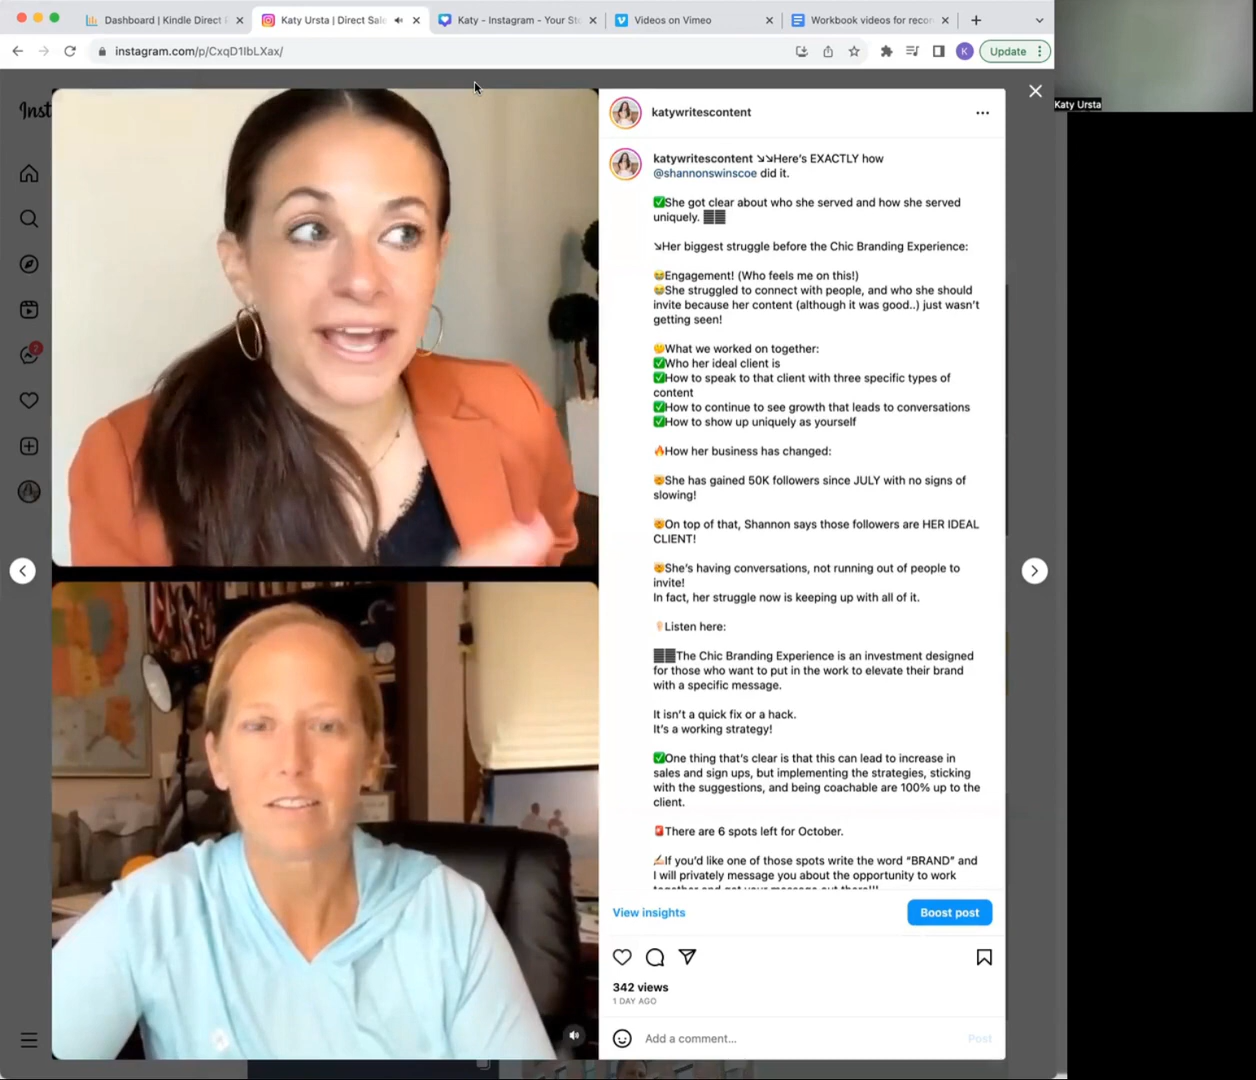 Dashboard | Kindle Direct
Katy Ursta | Direct Sale
Katy - Instagram - Your Sto
Videos on Vimeo
Workbook videos for recor
instagram.com/p/CxqD1IbLXax/
K
Update
Katy Ursta
Inst
2
katywritescontent
katywritescontent ↘↘Here's EXACTLY how
@shannonswinscoe did it.
✅She got clear about who she served and how she served
uniquely.
↘Her biggest struggle before the Chic Branding Experience:
😭Engagement! (Who feels me on this!)
😭She struggled to connect with people, and who she should
invite because her content (although it was good..) just wasn't
getting seen!
What we worked on together:
✅Who her ideal client is
✅How to speak to that client with three specific types of
content
✅How to continue to see growth that leads to conversations
✅How to show up uniquely as yourself
🔥How her business has changed:
🤯She has gained 50K followers since JULY with no signs of
slowing!
🤯On top of that, Shannon says those followers are HER IDEAL
CLIENT!
🤯She's having conversations, not running out of people to
invite!
In fact, her struggle now is keeping up with all of it.
Listen here:
The Chic Branding Experience is an investment designed
for those who want to put in the work to elevate their brand
with a specific message.
It isn't a quick fix or a hack.
It's a working strategy!
✅One thing that's clear is that this can lead to increase in
sales and sign ups, but implementing the strategies, sticking
with the suggestions, and being coachable are 100% up to the
client.
🚨There are 6 spots left for October.
✍If you'd like one of those spots write the word "BRAND" and
I will privately message you about the opportunity to work
together and get your message out there!!!
View insights
Boost post
342 views
1 DAY AGO
Add a comment...
Post